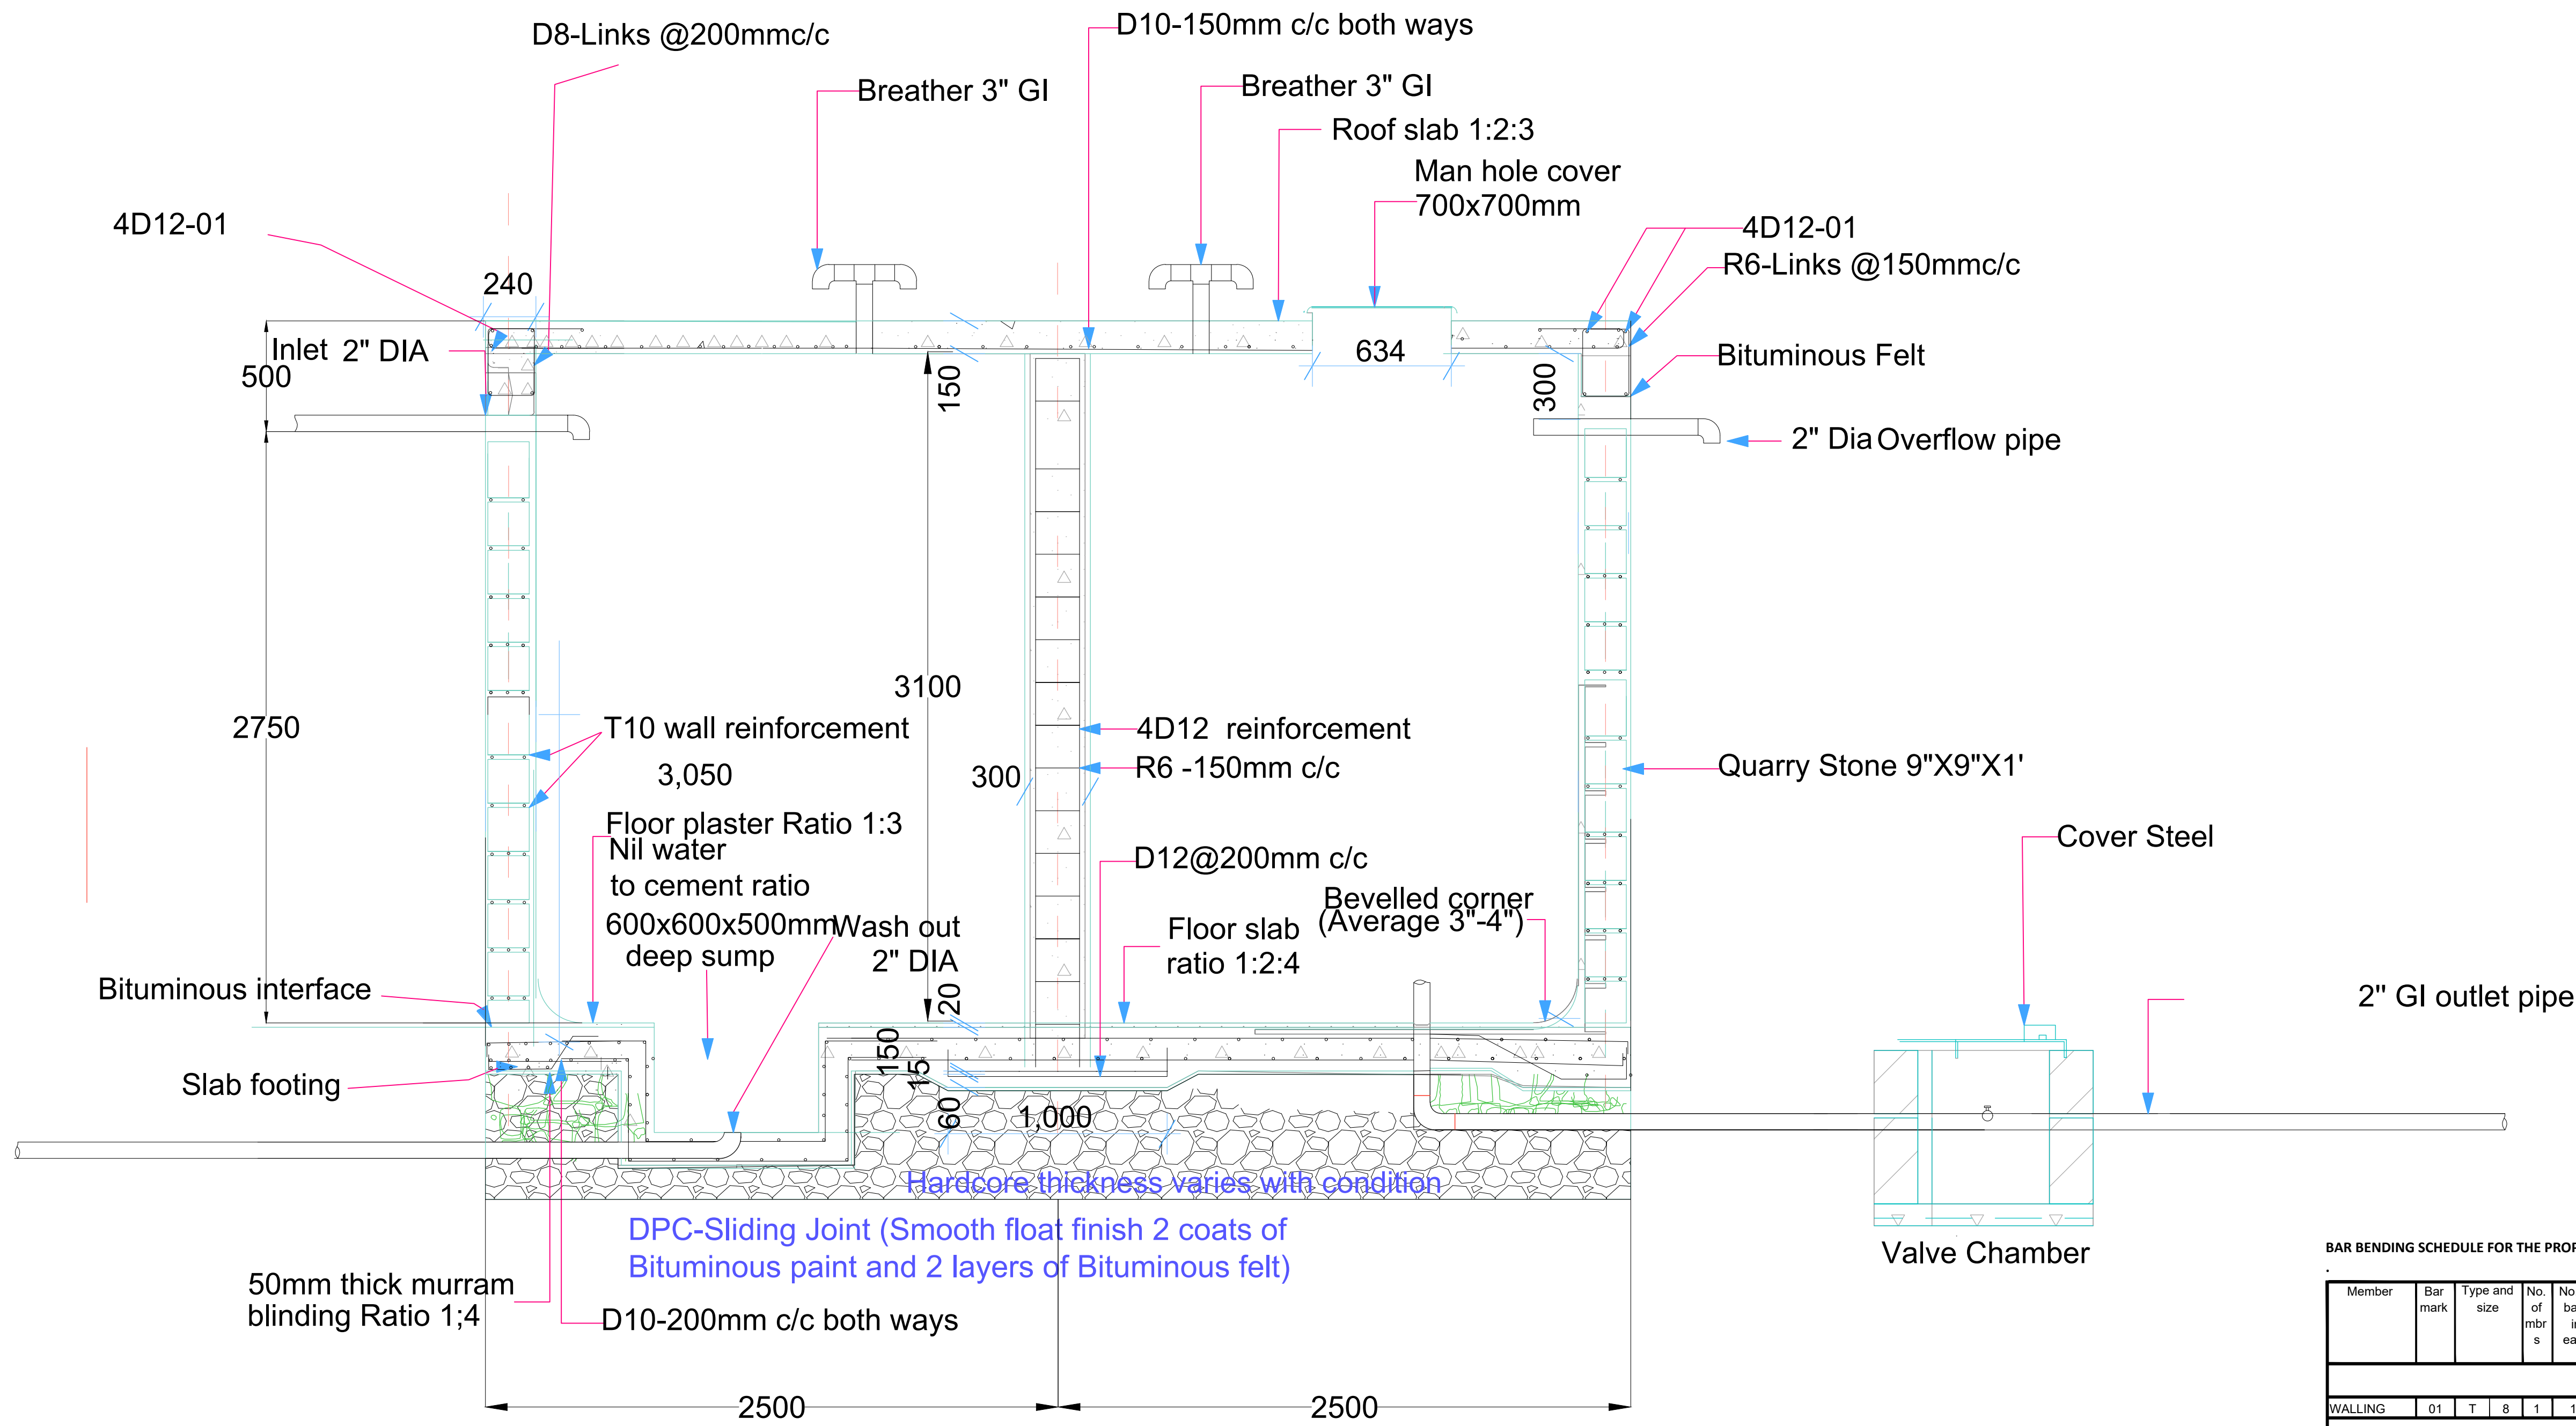 D8-Links @200mmc/c
D10-150mm c/c both ways
Breather 3" GI
Breather 3" GI
Roof slab 1:2:3
Man hole cover
700x700mm
4D12-01
4D12-01
R6-Links @150mmc/c
240
Inlet 2" DIA
500
150
634
300
Bituminous Felt
2" Dia Overflow pipe
2750
3100
T10 wall reinforcement
3,050
4D12 reinforcement
300
R6 -150mm c/c
Quarry Stone 9"X9"X1'
Floor plaster Ratio 1:3
Nil water
to cement ratio
D12@200mm c/c
Cover Steel
600x600x500mm
deep sump
Wash out
2" DIA
Floor slab
ratio 1:2:4
Bevelled corner
(Average 3"-4")
Bituminous interface
20
150
15
60
1,000
2" GI outlet pipe
Slab footing
Hardcore thickness varies with condition
DPC-Sliding Joint (Smooth float finish 2 coats of
Bituminous paint and 2 layers of Bituminous felt)
Valve Chamber
50mm thick murram
blinding Ratio 1;4
D10-200mm c/c both ways
2500
2500
BAR BENDING SCHEDULE FOR THE
.
Member Bar Type and No.
mark size of
mbr
s
WALLING 01 T 8 1